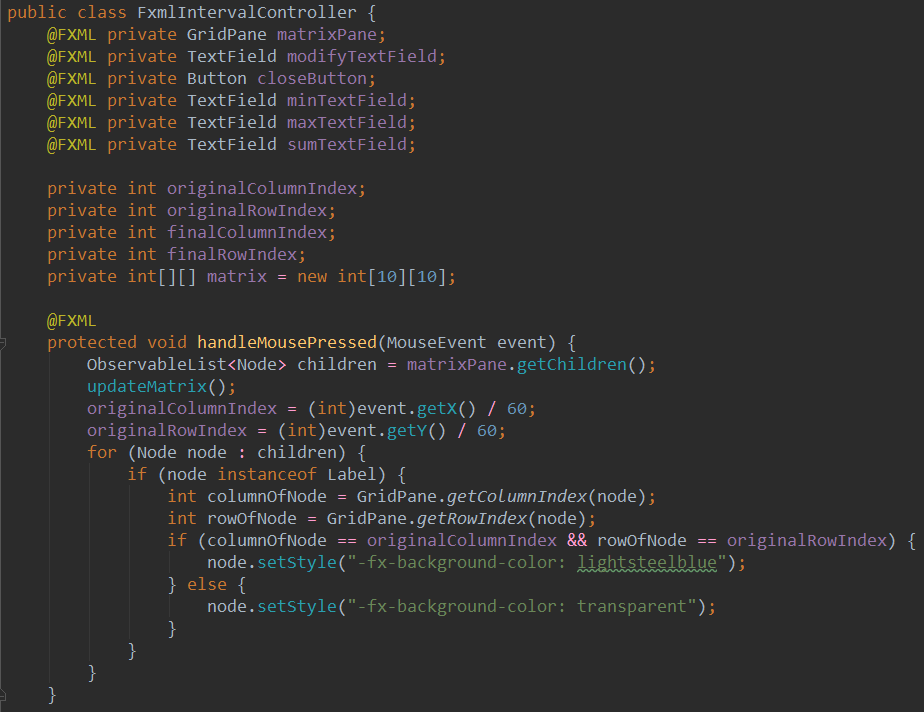 public class FxmlIntervalController {
    @FXML private GridPane matrixPane;
    @FXML private TextField modifyTextField;
    @FXML private Button closeButton;
    @FXML private TextField minTextField;
    @FXML private TextField maxTextField;
    @FXML private TextField sumTextField;

    private int originalColumnIndex;
    private int originalRowIndex;
    private int finalColumnIndex;
    private int finalRowIndex;
    private int[][] matrix = new int[10][10];

    @FXML
    protected void handleMousePressed(MouseEvent event) {
        ObservableList<Node> children = matrixPane.getChildren();
        updateMatrix();
        originalColumnIndex = (int)event.getX() / 60;
        originalRowIndex = (int)event.getY() / 60;
        for (Node node : children) {
            if (node instanceof Label) {
                int columnOfNode = GridPane.getColumnIndex(node);
                int rowOfNode = GridPane.getRowIndex(node);
                if (columnOfNode == originalColumnIndex && rowOfNode == originalRowIndex) {
                    node.setStyle("-fx-background-color: lightsteelblue");
                } else {
                    node.setStyle("-fx-background-color: transparent");
                }
            }
        }
    }